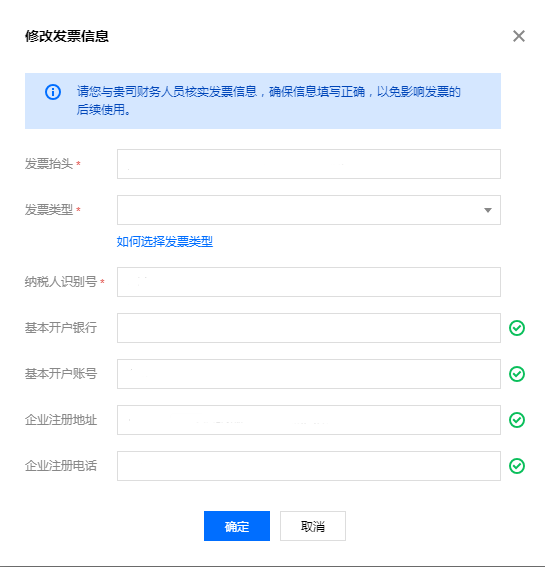 修改发票信息
请您与贵司财务人员核实发票信息，确保信息填写正确，以免影响发票的
后续使用。
发票抬头 *
发票类型 *
如何选择发票类型
纳税人识别号 *
基本开户银行
基本开户账号
企业注册地址
企业注册电话
确定 取消